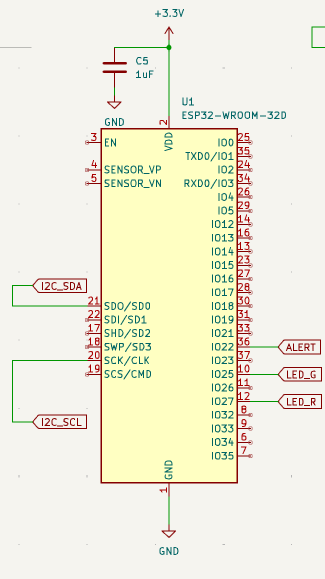 +3.3V
C5
1uF
GND
U1
ESP32-WROOM-32D
2
VDD
3 EN
IO0 25
TXD0/IO1 35
4 SENSOR_VP
IO2 24
5 SENSOR_VN
RXD0/IO3 34
IO4 26
IO5 29
IO12 14
IO13 16
IO14 13
IO15 23
IO16 27
I2C_SDA
IO17 28
21 SDO/SD0
IO18 30
22 SDI/SD1
IO19 31
17 SHD/SD2
IO21 33
18 SWP/SD3
IO22 36 ALERT
20 SCK/CLK
IO23 37
19 SCS/CMD
IO25 10 LED_G
IO26 11
IO27 12 LED_R
IO32 8
I2C_SCL
IO33 9
IO34 6
IO35 7
GND
1
GND